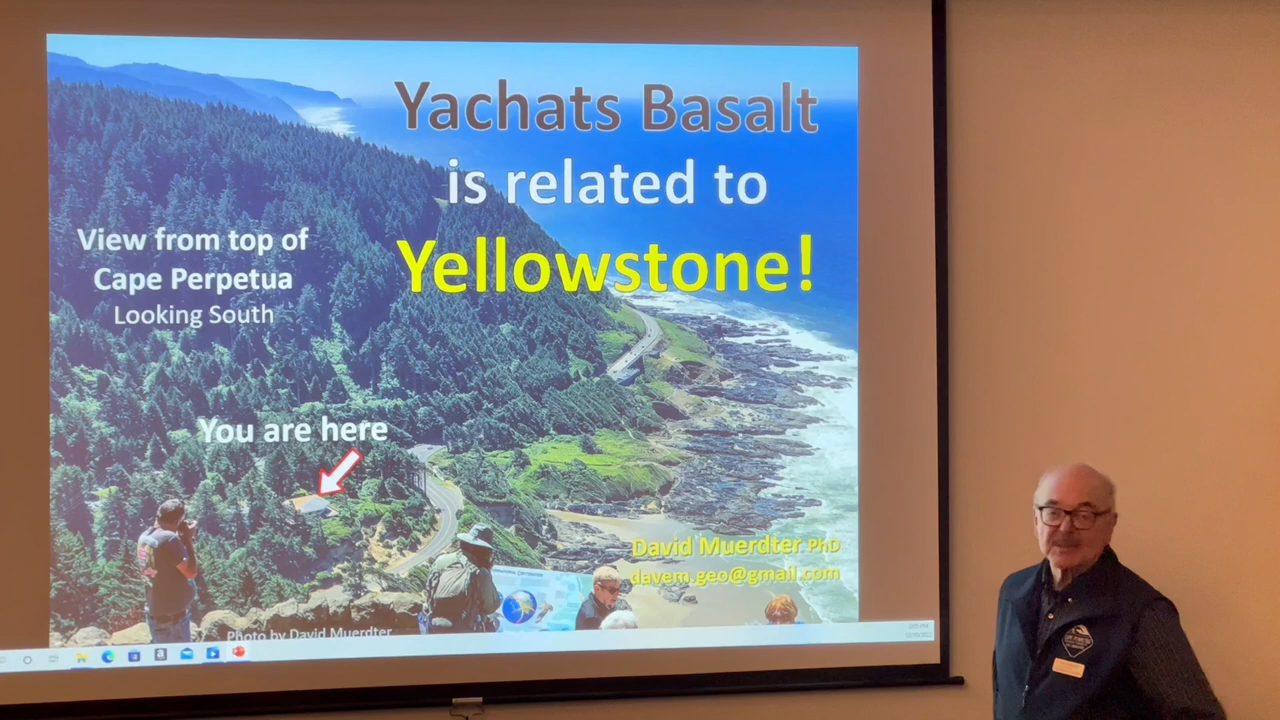 Yachats Basalt
is related to
Yellowstone!
View from top of
Cape Perpetua
Looking South
You are here
David Muerdter PhD
davem.geo@gmail.com
Photo by David Muerdter